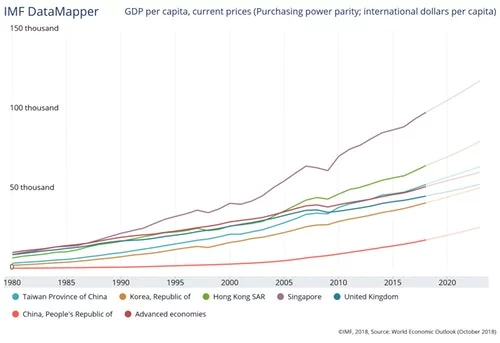 IMF DataMapper
GDP per capita, current prices (Purchasing power parity; international dollars per capita)
150 thousand
100 thousand
50 thousand
0
1980 1985 1990 1995 2000 2005 2010 2015 2020
Taiwan Province of China Korea, Republic of Hong Kong SAR Singapore United Kingdom
China, People's Republic of Advanced economies
©IMF, 2018, Source: World Economic Outlook (October 2018)